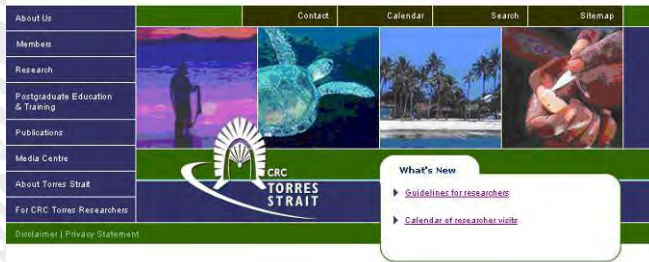 About Us
Contact
Calendar
Search
Sitemap
Members
Research
Postgraduate Education
& Training
Publications
Media Centre
About Torres Strait
For CRC Torres Researchers
Disclaimer | Privacy Statement
CRC
TORRES
STRAIT
What's New
Guidelines for researchers
Calendar of researcher visits